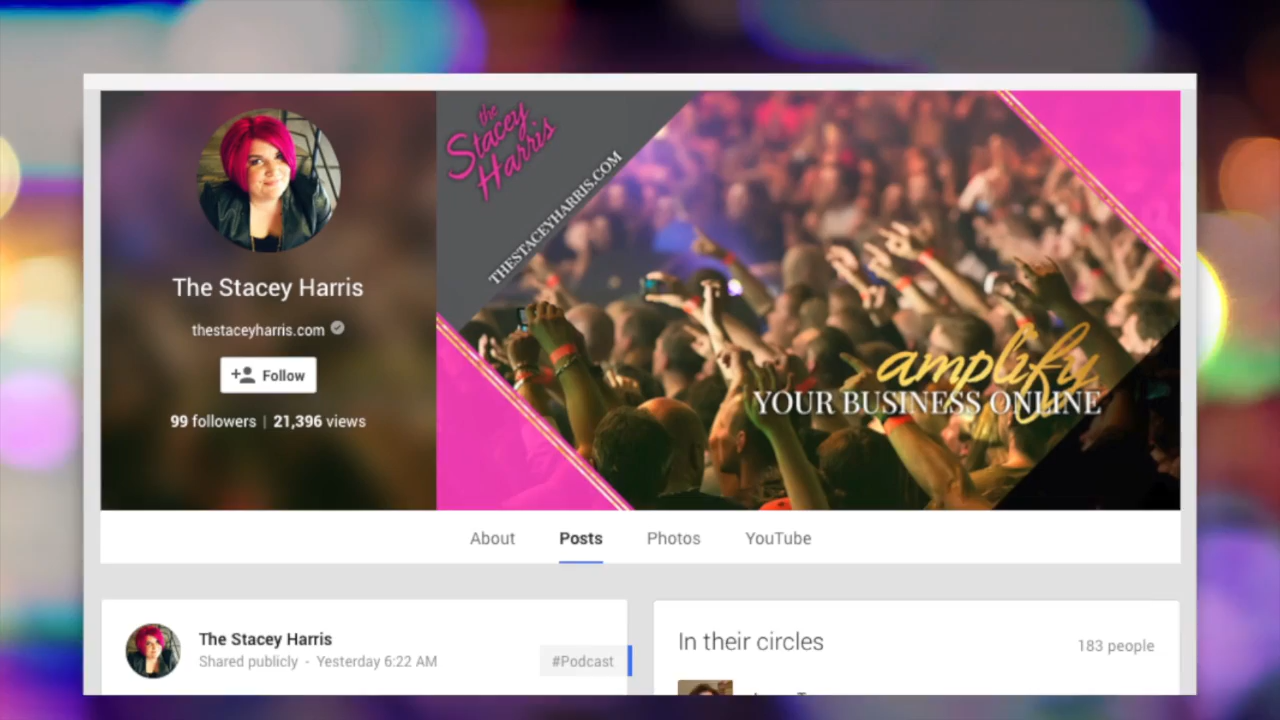 the
Stacey
Harris
THESTACEYHARRIS.COM
The Stacey Harris
thestaceyharris.com
Follow
99 followers | 21,396 views
amplify
YOUR BUSINESS ONLINE
About Posts Photos YouTube
The Stacey Harris
Shared publicly - Yesterday 6:22 AM
#Podcast
In their circles
183 people